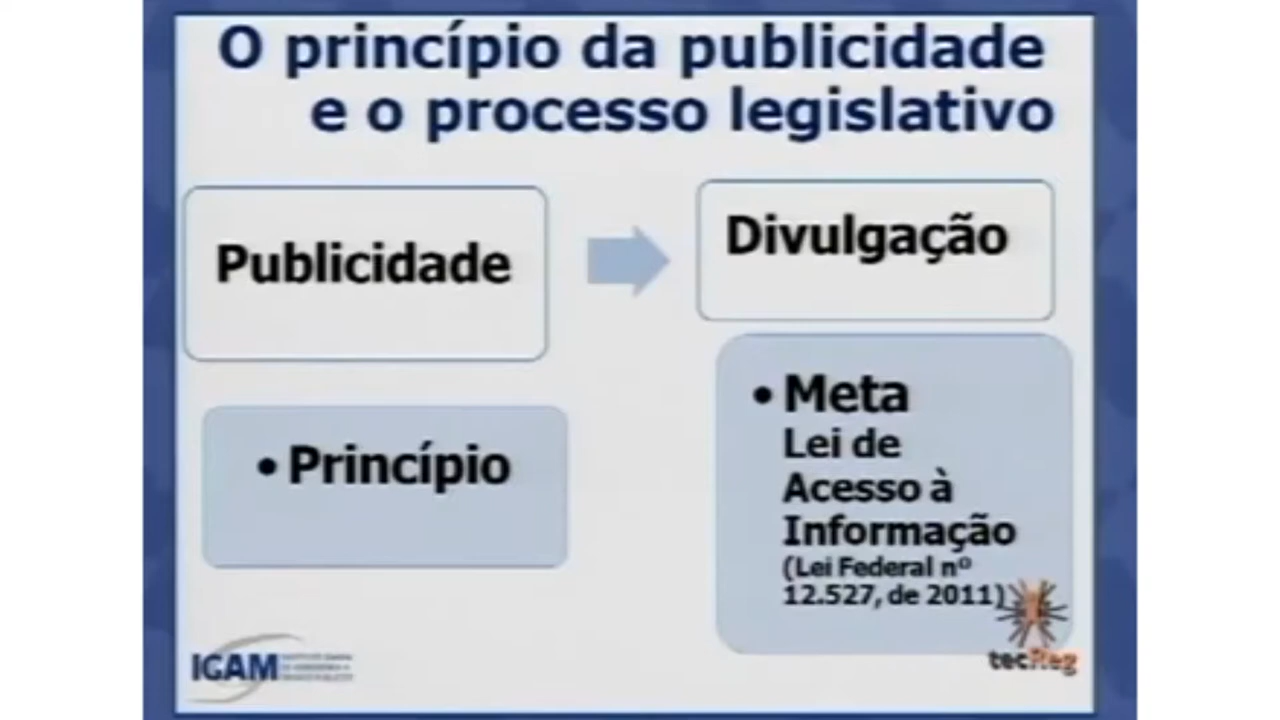 O princípio da publicidade
e o processo legislativo
Publicidade
• Princípio
Divulgação
• Meta
Lei de
Acesso à
Informação
(Lei Federal nº
12.527, de 2011)
IGAM
tecReg